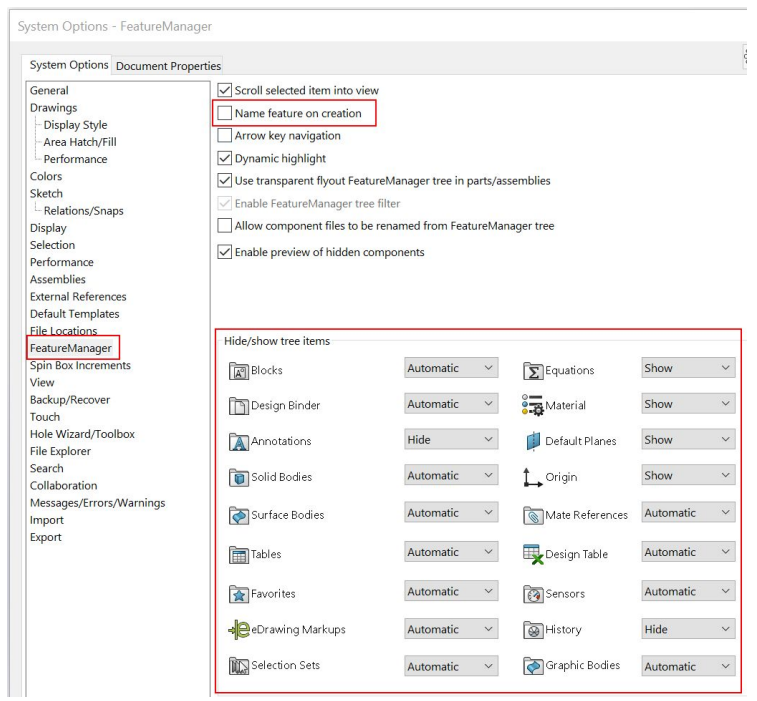 System Options - FeatureManager
System Options Document Properties
General
Drawings
Display Style
Area Hatch/Fill
Performance
Colors
Sketch
Relations/Snaps
Display
Selection
Performance
Assemblies
External References
Default Templates
File Locations
FeatureManager
Spin Box Increments
View
Backup/Recover
Touch
Hole Wizard/Toolbox
File Explorer
Search
Collaboration
Messages/Errors/Warnings
Import
Export
Scroll selected item into view
Name feature on creation
Arrow key navigation
Dynamic highlight
Use transparent flyout FeatureManager tree in parts/assemblies
Enable FeatureManager tree filter
Allow component files to be renamed from FeatureManager tree
Enable preview of hidden components
Hide/show tree items
Blocks Automatic Equations Show
Design Binder Automatic Material Show
Annotations Hide Default Planes Show
Solid Bodies Automatic Origin Show
Surface Bodies Automatic Mate References Automatic
Tables Automatic Design Table Automatic
Favorites Automatic Sensors Automatic
eDrawing Markups Automatic History Hide
Selection Sets Automatic Graphic Bodies Automatic